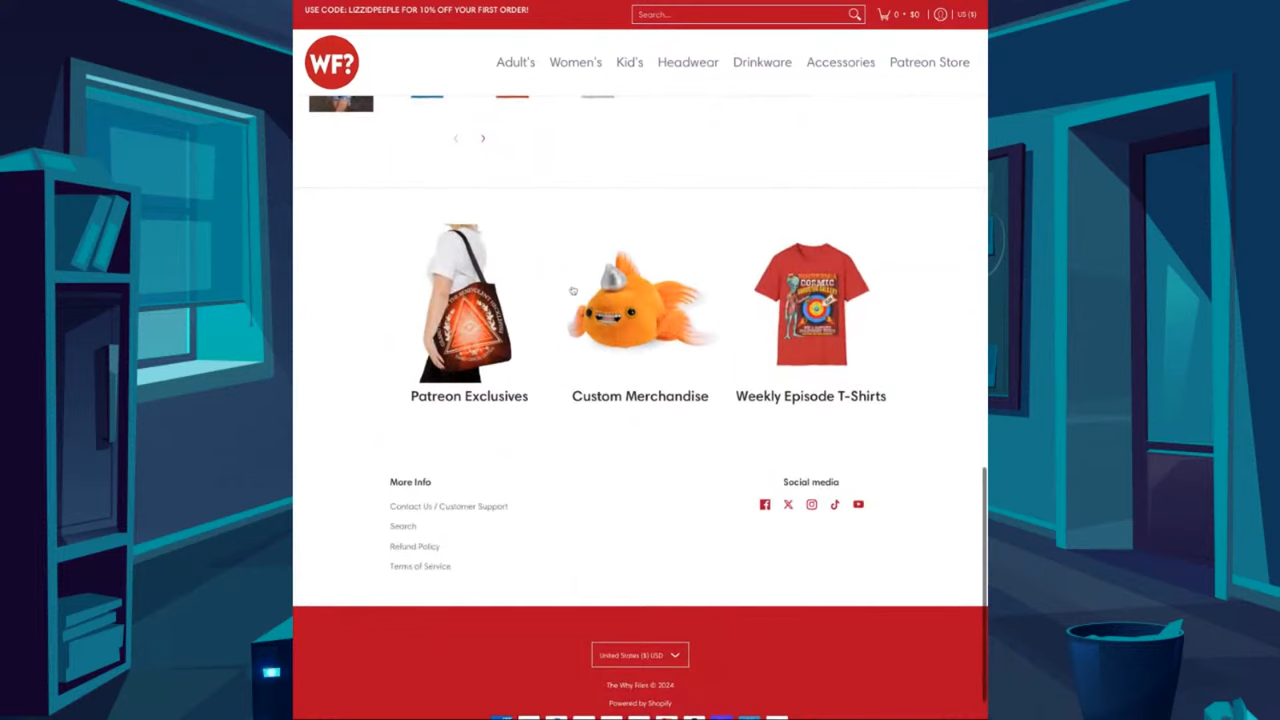 USE CODE: LIZZIDPEEPLE FOR 10% OFF YOUR FIRST ORDER!
Search...
0 • $0
US ($)
WF?
Adult's
Women's
Kid's
Headwear
Drinkware
Accessories
Patreon Store
COSMIC
Patreon Exclusives
Custom Merchandise
Weekly Episode T-Shirts
More Info
Social media
Contact Us / Customer Support
Search
Refund Policy
Terms of Service
United States ($) USD
The Why Files © 2024
Powered by Shopify